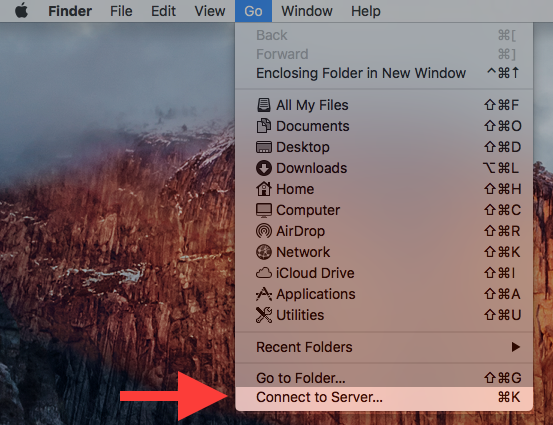 Finder File Edit View Go Window Help
Back ⌘[
Forward ⌘]
Enclosing Folder in New Window ^⌘↑
All My Files ⇧⌘F
Documents ⇧⌘O
Desktop ⇧⌘D
Downloads ⌥⌘L
Home ⇧⌘H
Computer ⇧⌘C
AirDrop ⇧⌘R
Network ⇧⌘K
iCloud Drive ⇧⌘I
Applications ⇧⌘A
Utilities ⇧⌘U
Recent Folders ▶
Go to Folder... ⇧⌘G
Connect to Server... ⌘K